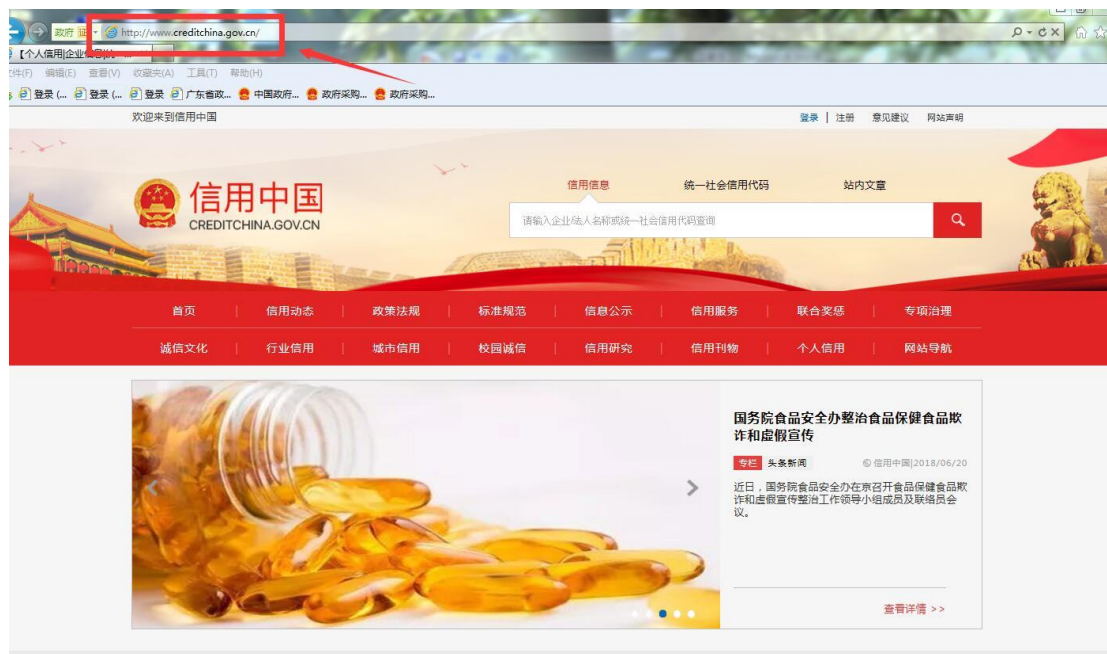 政府 证 http://www.creditchina.gov.cn/
【个人信用|企业
编辑(E) 查看(V) 收藏夹(A) 工具(T) 帮助(H)
登录 (... 登录 (... 登录 广东省政... 中国政府... 政府采购... 政府采购...
欢迎来到信用中国 登录 | 注册 意见建议 网站声明
信用信息 统一社会信用代码 站内文章
信用中国
CREDITCHINA.GOV.CN
请输入企业/法人名称或统一社会信用代码查询
首页 | 信用动态 | 政策法规 | 标准规范 | 信息公示 | 信用服务 | 联合奖惩 | 专项治理
诚信文化 | 行业信用 | 城市信用 | 校园诚信 | 信用研究 | 信用刊物 | 个人信用 | 网站导航
国务院食品安全办整治食品保健食品欺
诈和虚假宣传
专栏 头条新闻 © 信用中国|2018/06/20
近日，国务院食品安全办在京召开食品保健食品欺
诈和虚假宣传整治工作领导小组成员及联络员会
议。
查看详情 >>